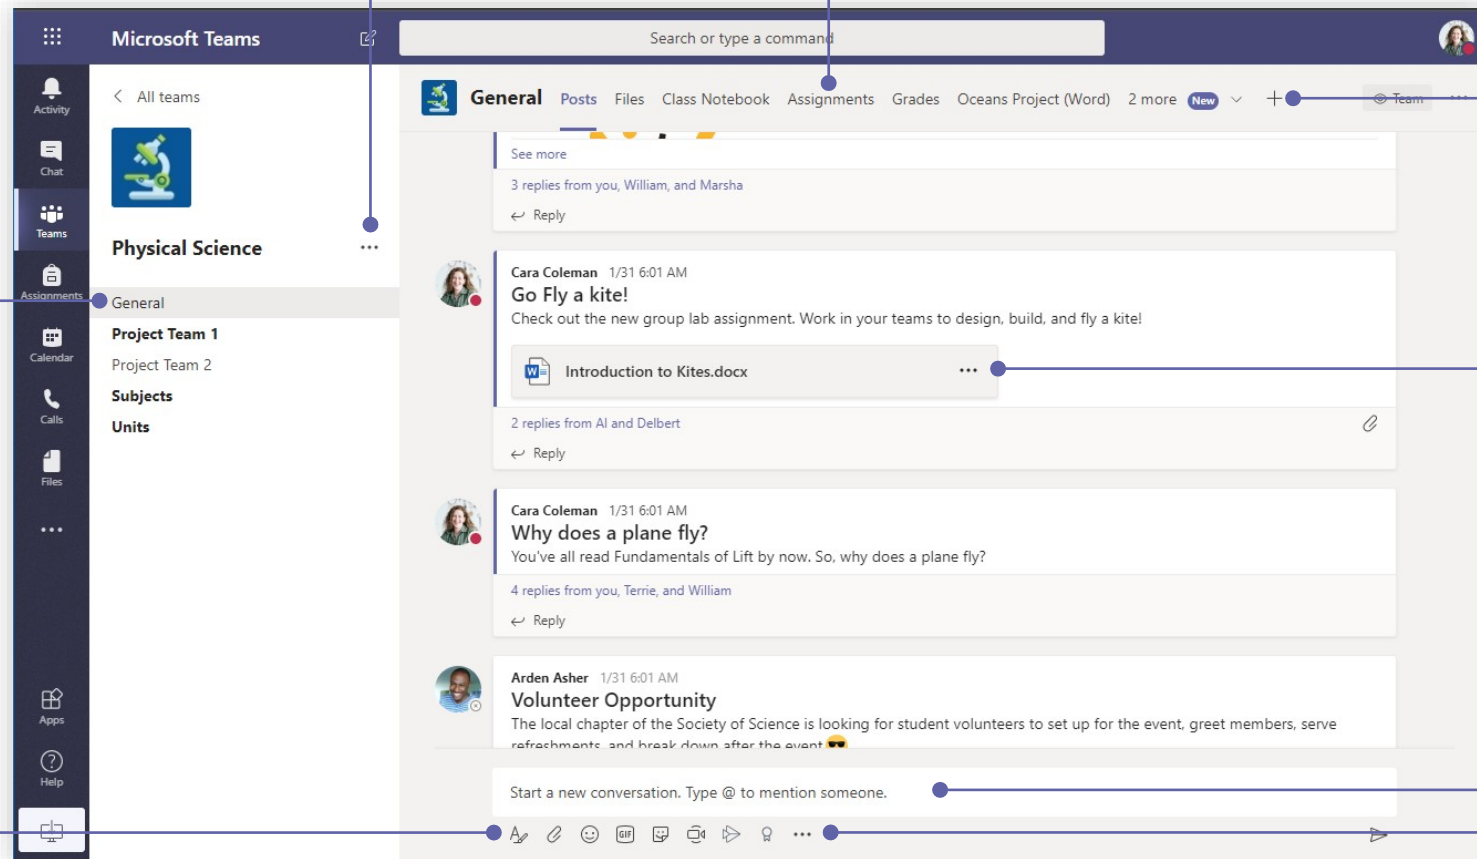 Microsoft Teams
Search or type a command
Activity
Chat
Teams
Assignments
Calendar
Calls
Files
Apps
Help
All teams
Physical Science
General
Project Team 1
Project Team 2
Subjects
Units
General Posts Files Class Notebook Assignments Grades Oceans Project (Word) 2 more New
Team
See more
3 replies from you, William, and Marsha
Reply
Cara Coleman 1/31 6:01 AM
Go Fly a kite!
Check out the new group lab assignment. Work in your teams to design, build, and fly a kite!
Introduction to Kites.docx
2 replies from Al and Delbert
Reply
Cara Coleman 1/31 6:01 AM
Why does a plane fly?
You've all read Fundamentals of Lift by now. So, why does a plane fly?
4 replies from you, Terrie, and William
Reply
Arden Asher 1/31 6:01 AM
Volunteer Opportunity
The local chapter of the Society of Science is looking for student volunteers to set up for the event, greet members, serve
refreshments, and break down after the event
Start a new conversation. Type @ to mention someone.
GIF